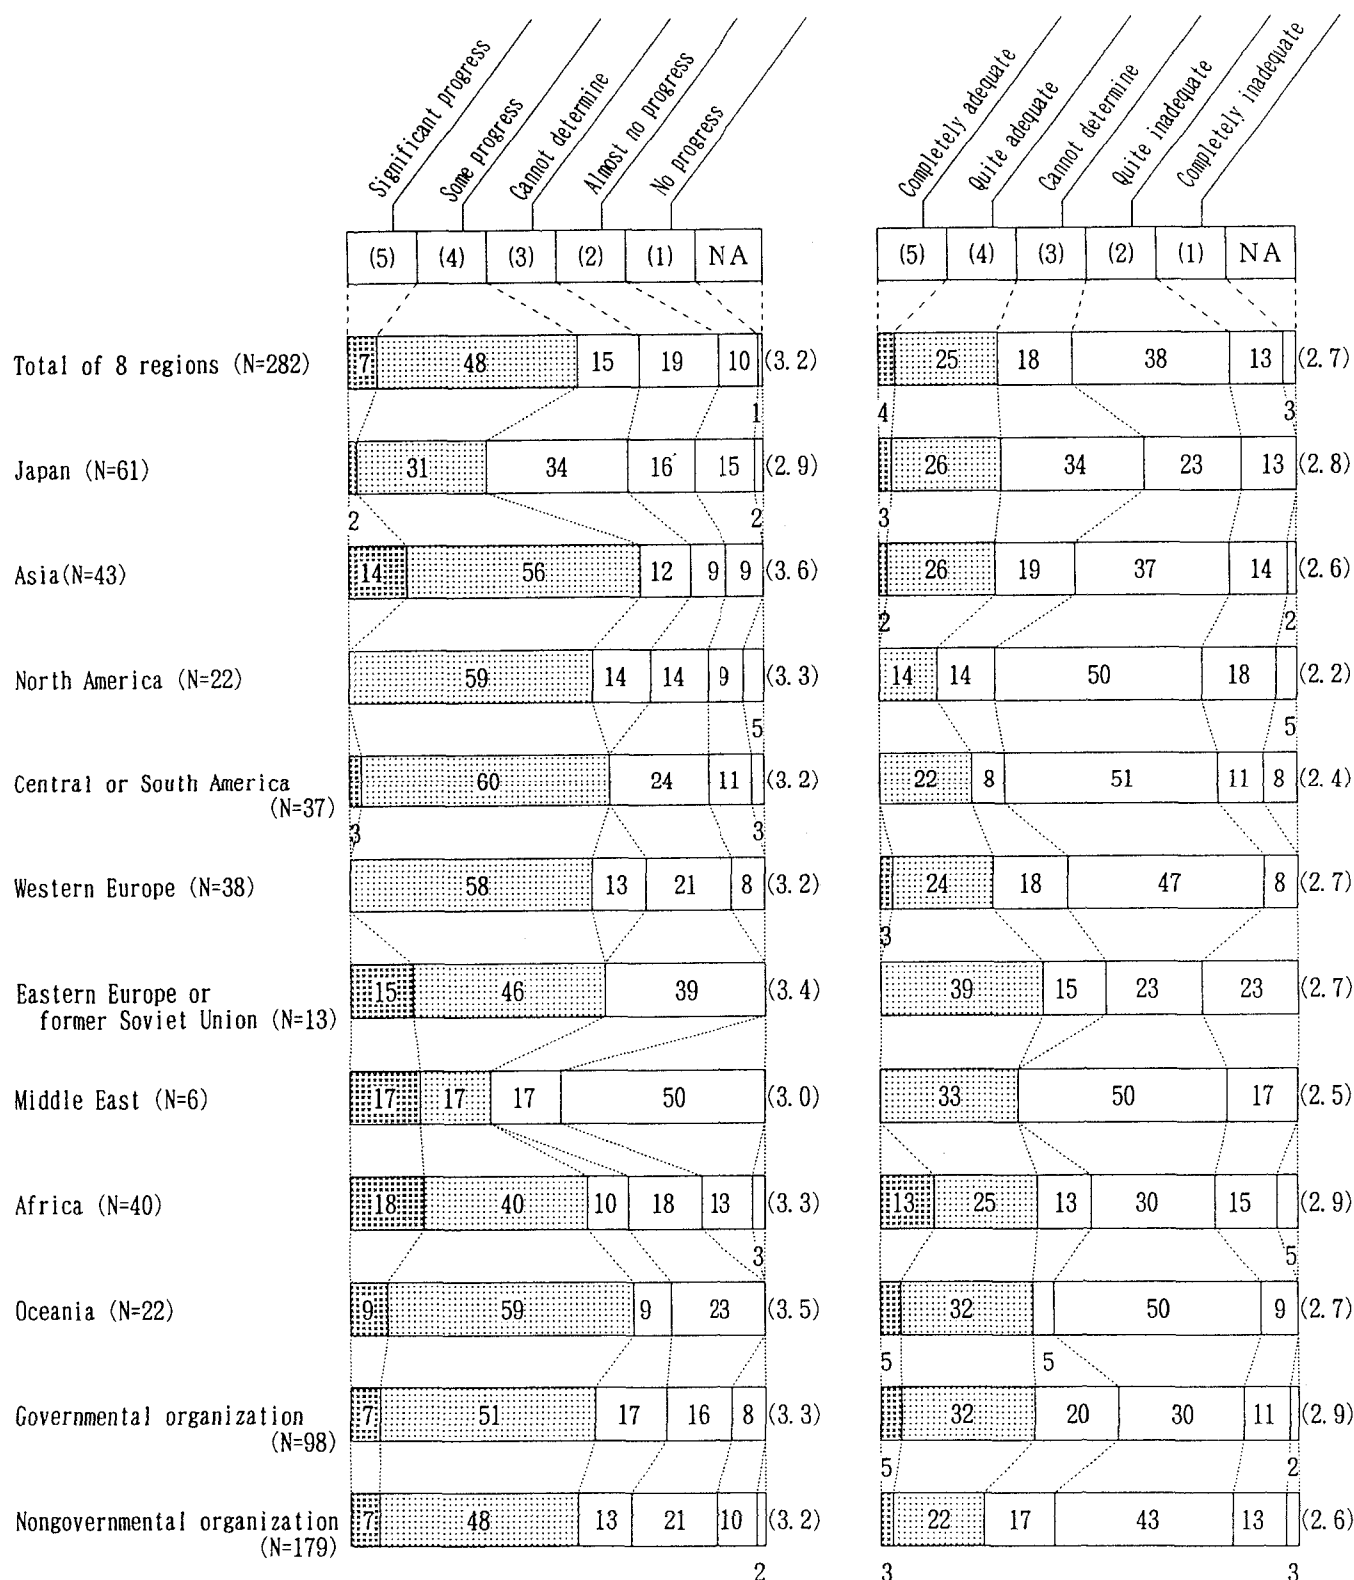 Significant progress
Some progress
Cannot determine
Almost no progress
No progress
Completely adequate
Quite adequate
Cannot determine
Quite inadequate
Completely inadequate
(5) (4) (3) (2) (1) NA (5) (4) (3) (2) (1) NA
Total of 8 regions (N=282) 7 48 15 19 10 (3.2) 25 18 38 13 (2.7)
1 4 3
Japan (N=61) 31 34 16 15 (2.9) 26 34 23 13 (2.8)
2 2 3
Asia(N=43) 14 56 12 9 9 (3.6) 26 19 37 14 (2.6)
2 2
North America (N=22) 59 14 14 9 (3.3) 14 14 50 18 (2.2)
5 5
Central or South America
(N=37) 60 24 11 (3.2) 22 8 51 11 8 (2.4)
3 3
Western Europe (N=38) 58 13 21 8 (3.2) 24 18 47 8 (2.7)
3
Eastern Europe or
former Soviet Union (N=13) 15 46 39 (3.4) 39 15 23 23 (2.7)
Middle East (N=6) 17 17 17 50 (3.0) 33 50 17 (2.5)
Africa (N=40) 18 40 10 18 13 (3.3) 13 25 13 30 15 (2.9)
3 5
Oceania (N=22) 9 59 9 23 (3.5) 32 50 9 (2.7)
5 5
Governmental organization
(N=98) 7 51 17 16 8 (3.3) 32 20 30 11 (2.9)
5 2
Nongovernmental organization
(N=179) 7 48 13 21 10 (3.2) 22 17 43 13 (2.6)
2 3 3